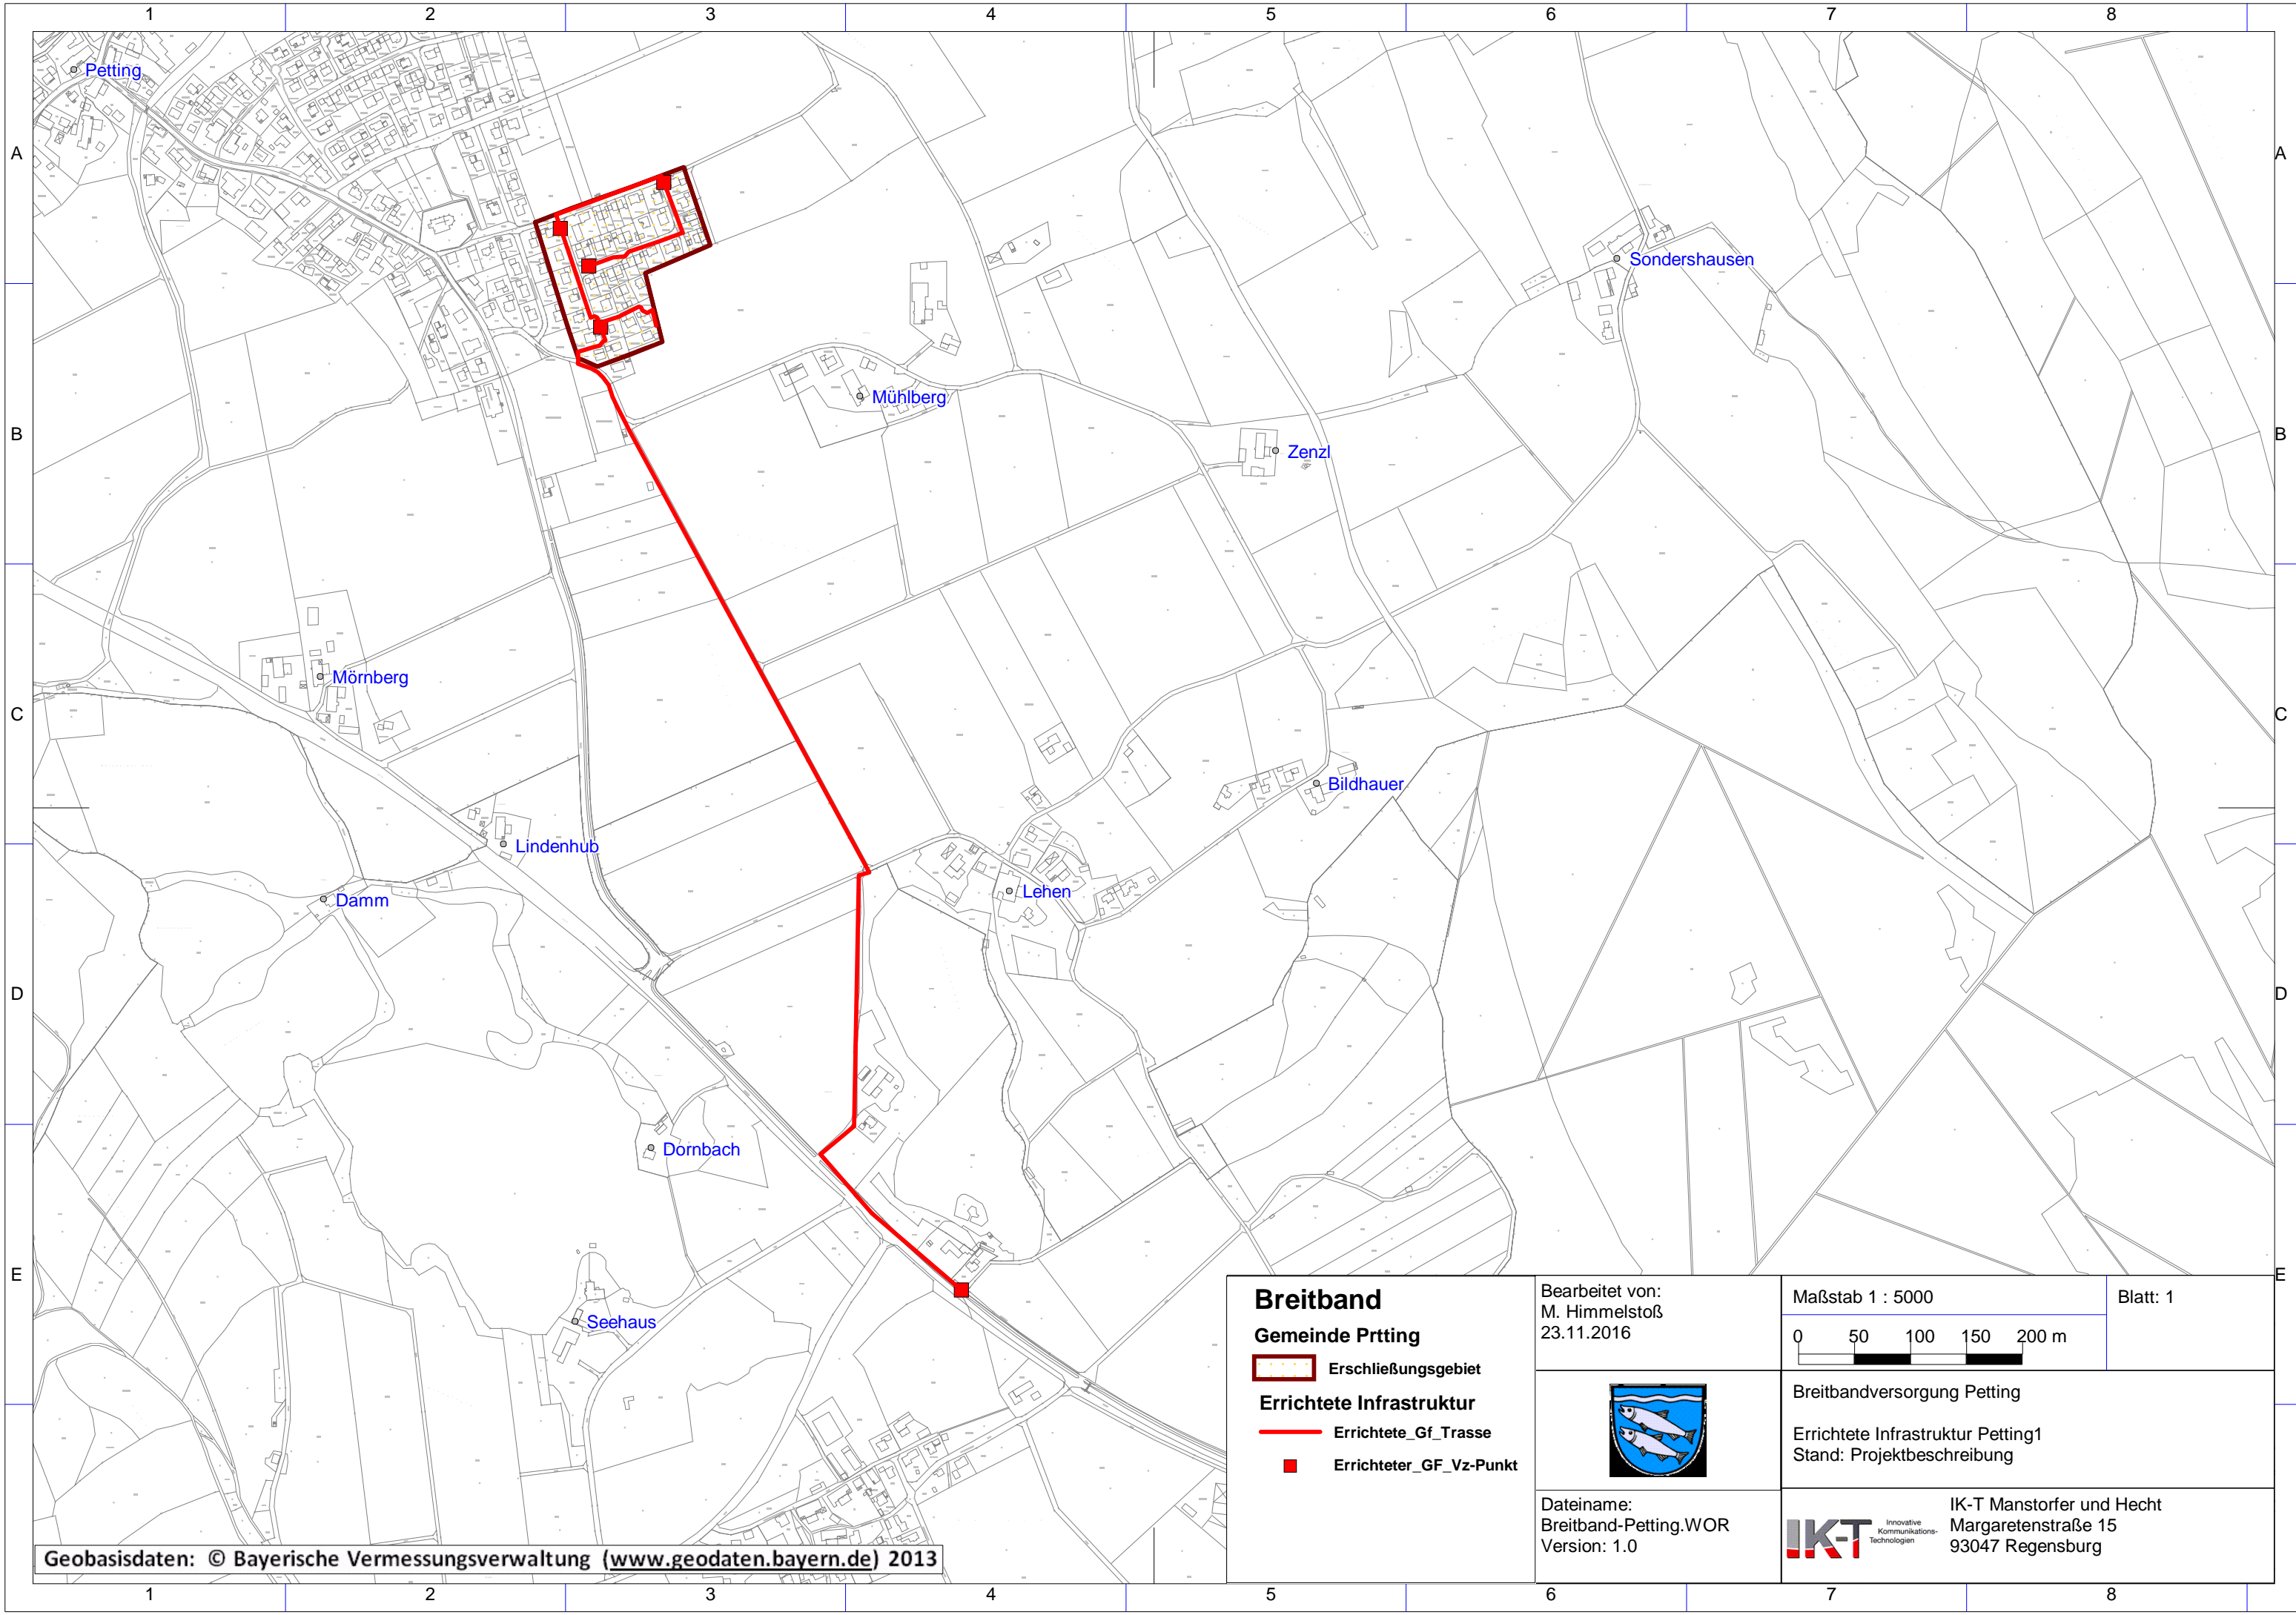 1 2 3 4 5 6 7 8
Petting
A A
Sondershausen
Mühlberg
B B
Zenzl
Mörnberg
C C
Bildhauer
Lindenhub
Lehen
Damm
D D
Dornbach
E E
Seehaus
Breitband
Gemeinde Prtting
Erschließungsgebiet
Errichtete Infrastruktur
Errichtete_Gf_Trasse
Errichteter_GF_Vz-Punkt
Bearbeitet von:
M. Himmelstoß
23.11.2016
Maßstab 1 : 5000
Blatt: 1
0 50 100 150 200 m
Breitbandversorgung Petting
Errichtete Infrastruktur Petting1
Stand: Projektbeschreibung
Dateiname:
Breitband-Petting.WOR
Version: 1.0
IK-T
Innovative
Kommunikations-
Technologien
IK-T Manstorfer und Hecht
Margaretenstraße 15
93047 Regensburg
Geobasisdaten: © Bayerische Vermessungsverwaltung (www.geodaten.bayern.de) 2013
1 2 3 4 5 6 7 8